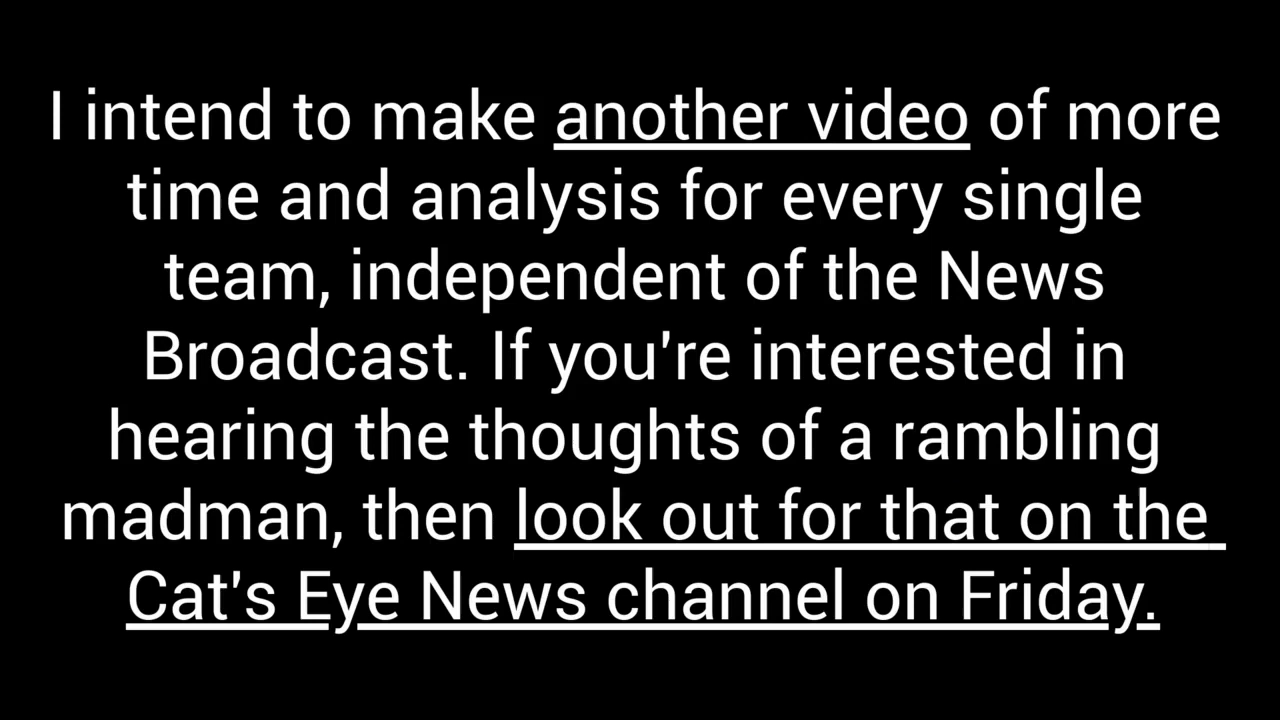 I intend to make another video of more
time and analysis for every single
team, independent of the News
Broadcast. If you're interested in
hearing the thoughts of a rambling
madman, then look out for that on the
Cat's Eye News channel on Friday.